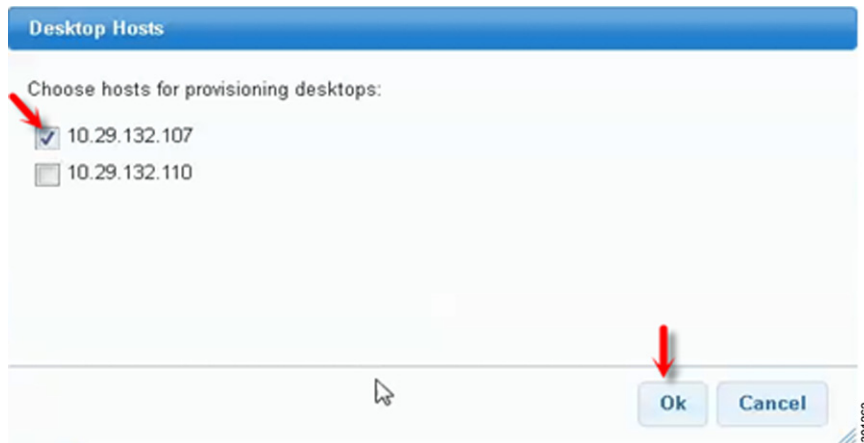 Desktop Hosts
Choose hosts for provisioning desktops:
10.29.132.107
10.29.132.110
Ok Cancel